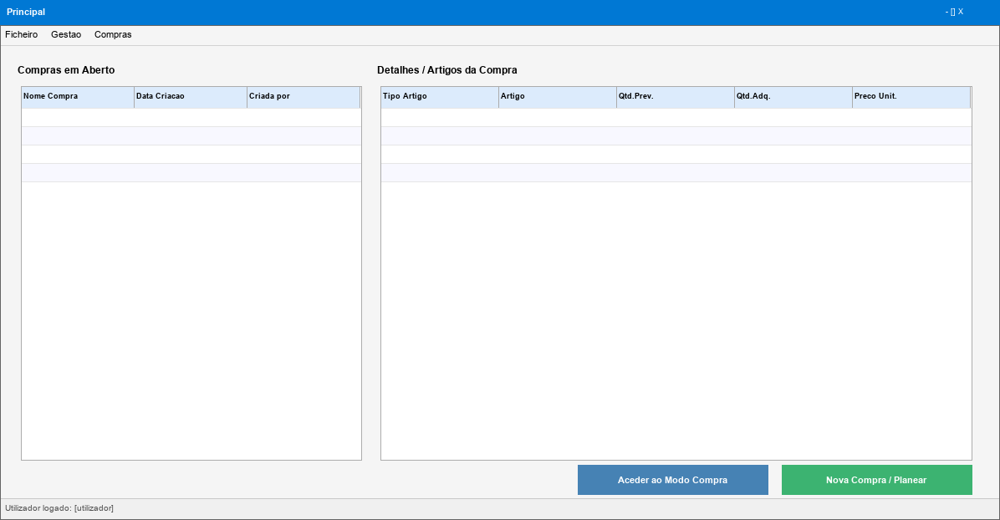 Principal - [] X
Ficheiro Gestao Compras
Compras em Aberto
Nome Compra Data Criacao Criada por
Detalhes / Artigos da Compra
Tipo Artigo Artigo Qtd.Prev. Qtd.Adq. Preco Unit.
Aceder ao Modo Compra Nova Compra / Planear
Utilizador logado: [utilizador]